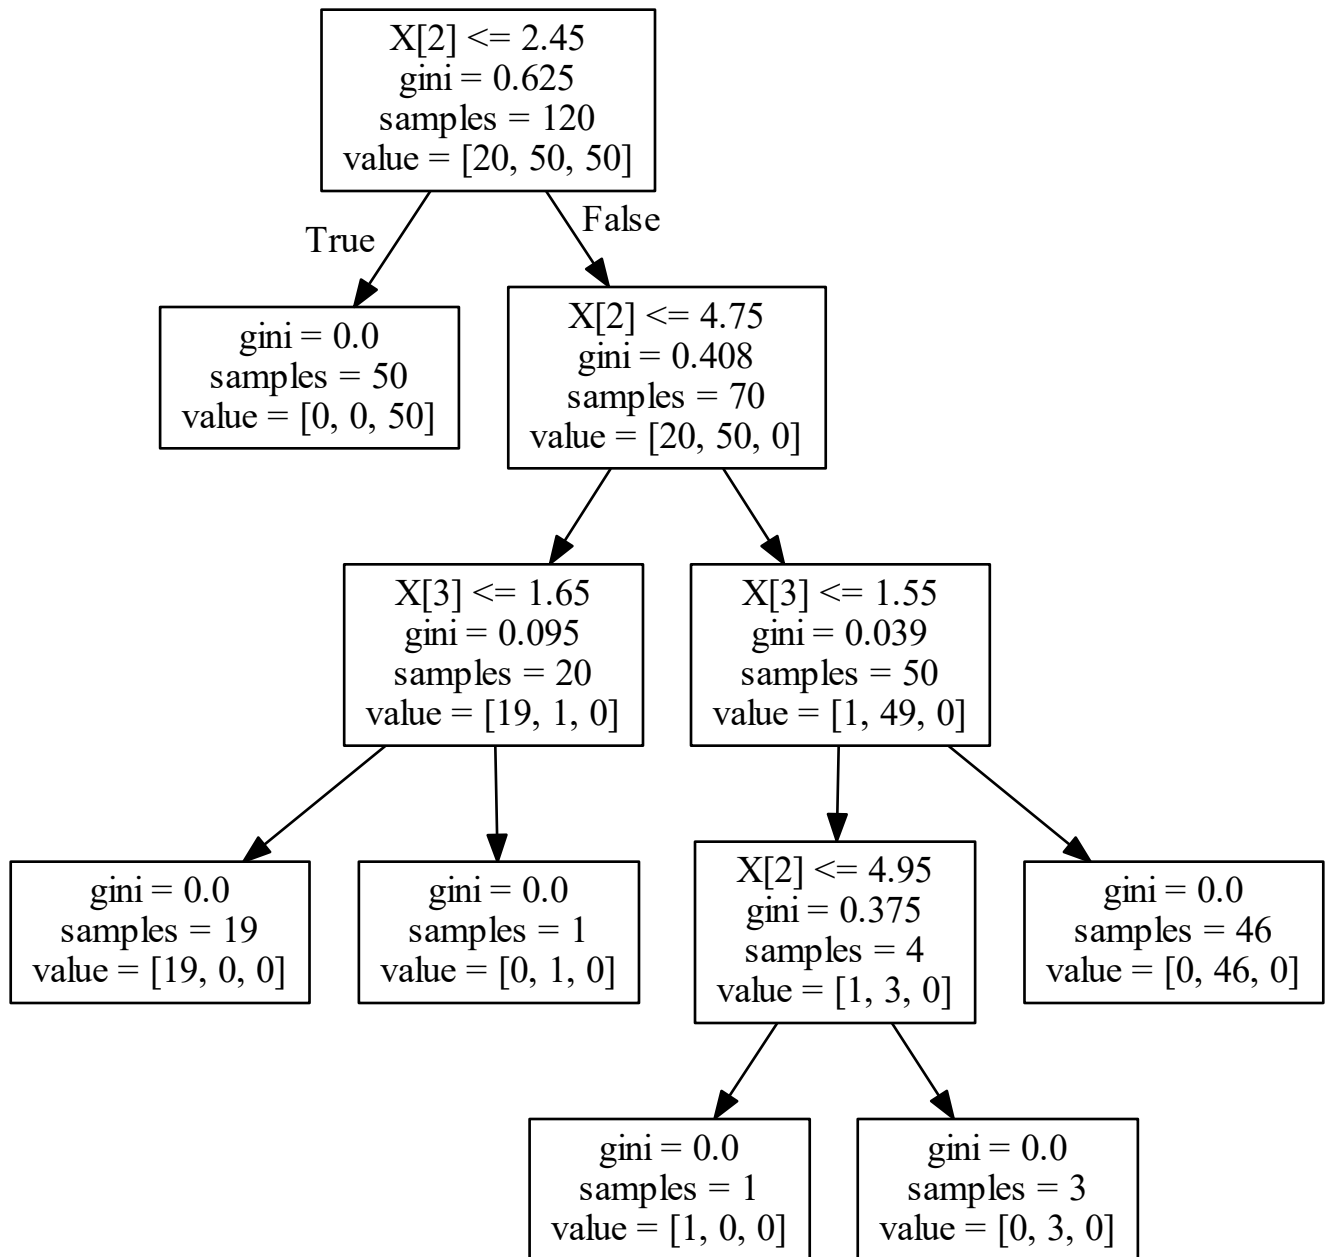 X[2] <= 2.45
gini = 0.625
samples = 120
value = [20, 50, 50]
True
False
gini = 0.0
samples = 50
value = [0, 0, 50]
X[2] <= 4.75
gini = 0.408
samples = 70
value = [20, 50, 0]
X[3] <= 1.65
gini = 0.095
samples = 20
value = [19, 1, 0]
X[3] <= 1.55
gini = 0.039
samples = 50
value = [1, 49, 0]
gini = 0.0
samples = 19
value = [19, 0, 0]
gini = 0.0
samples = 1
value = [0, 1, 0]
X[2] <= 4.95
gini = 0.375
samples = 4
value = [1, 3, 0]
gini = 0.0
samples = 46
value = [0, 46, 0]
gini = 0.0
samples = 1
value = [1, 0, 0]
gini = 0.0
samples = 3
value = [0, 3, 0]